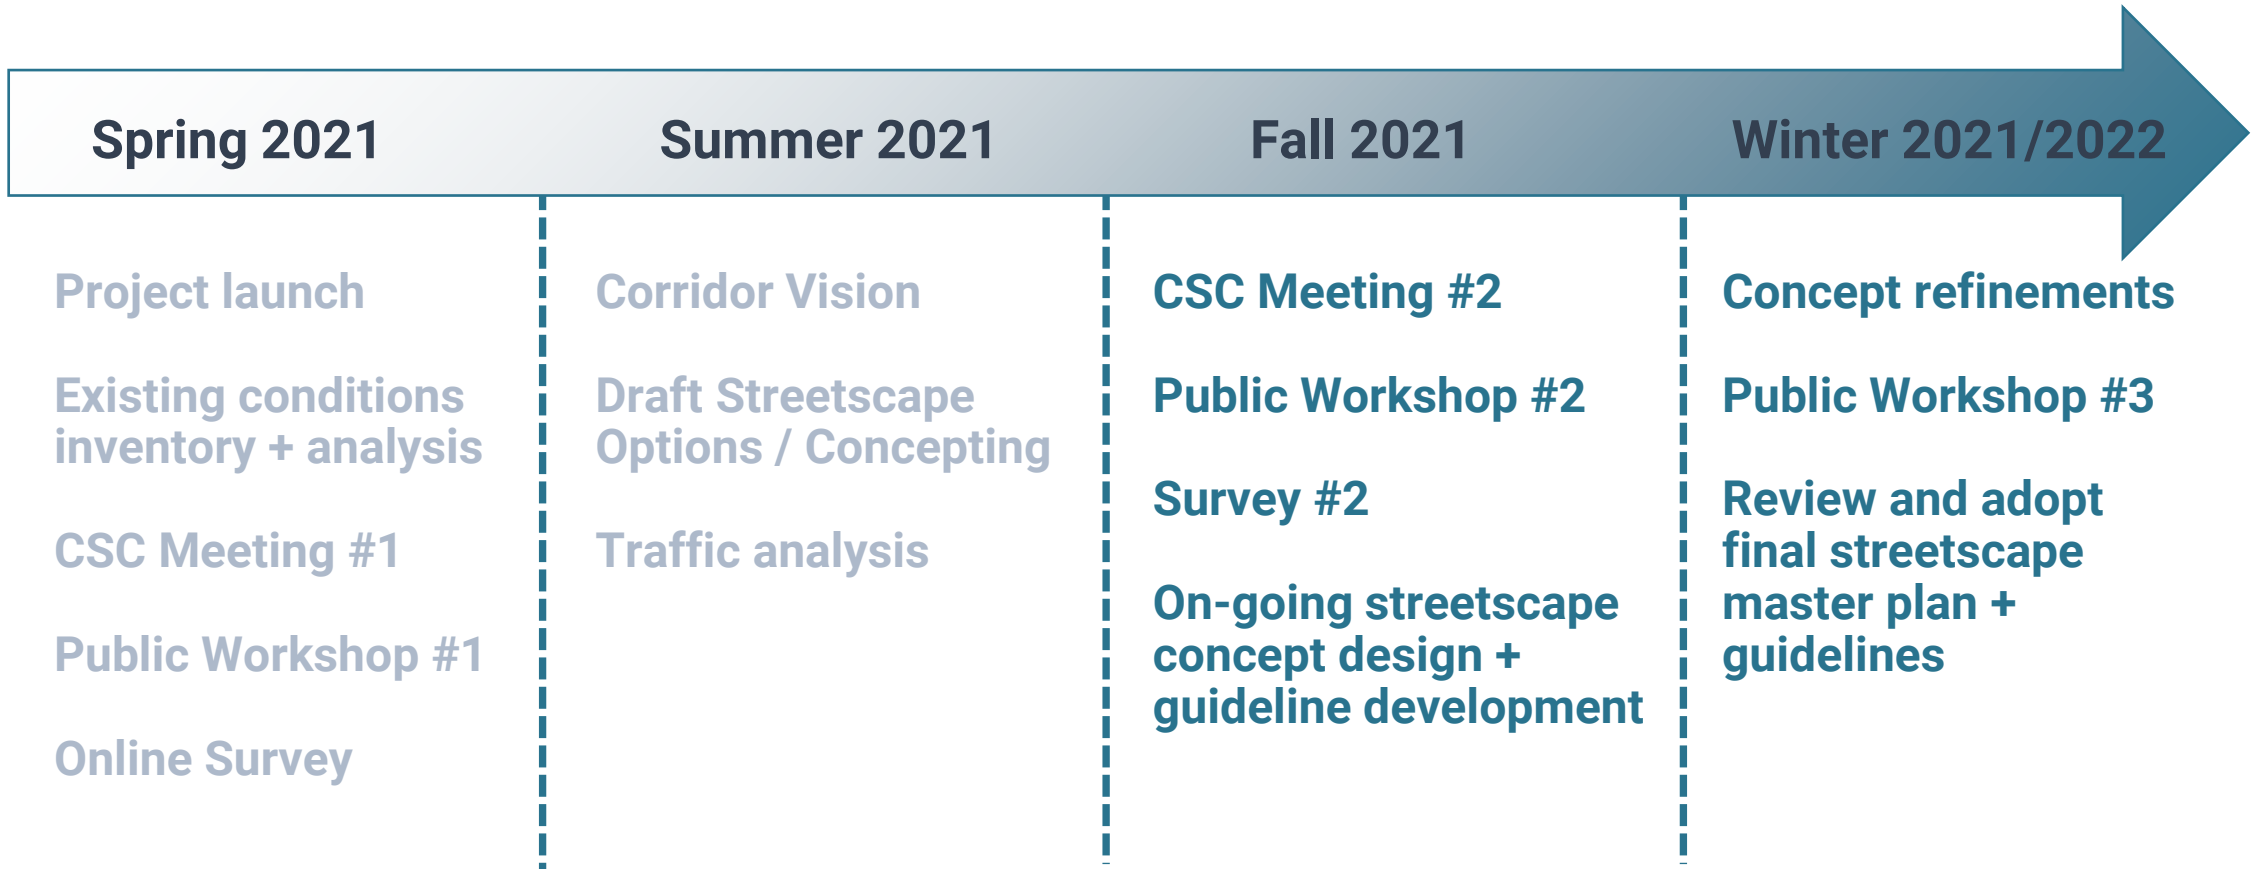 Spring 2021
Summer 2021
Fall 2021
Winter 2021/2022
Project launch
Existing conditions
inventory + analysis
CSC Meeting #1
Public Workshop #1
Online Survey
Corridor Vision
Draft Streetscape
Options / Concepting
Traffic analysis
CSC Meeting #2
Public Workshop #2
Survey #2
On-going streetscape
concept design +
guideline development
Concept refinements
Public Workshop #3
Review and adopt
final streetscape
master plan +
guidelines